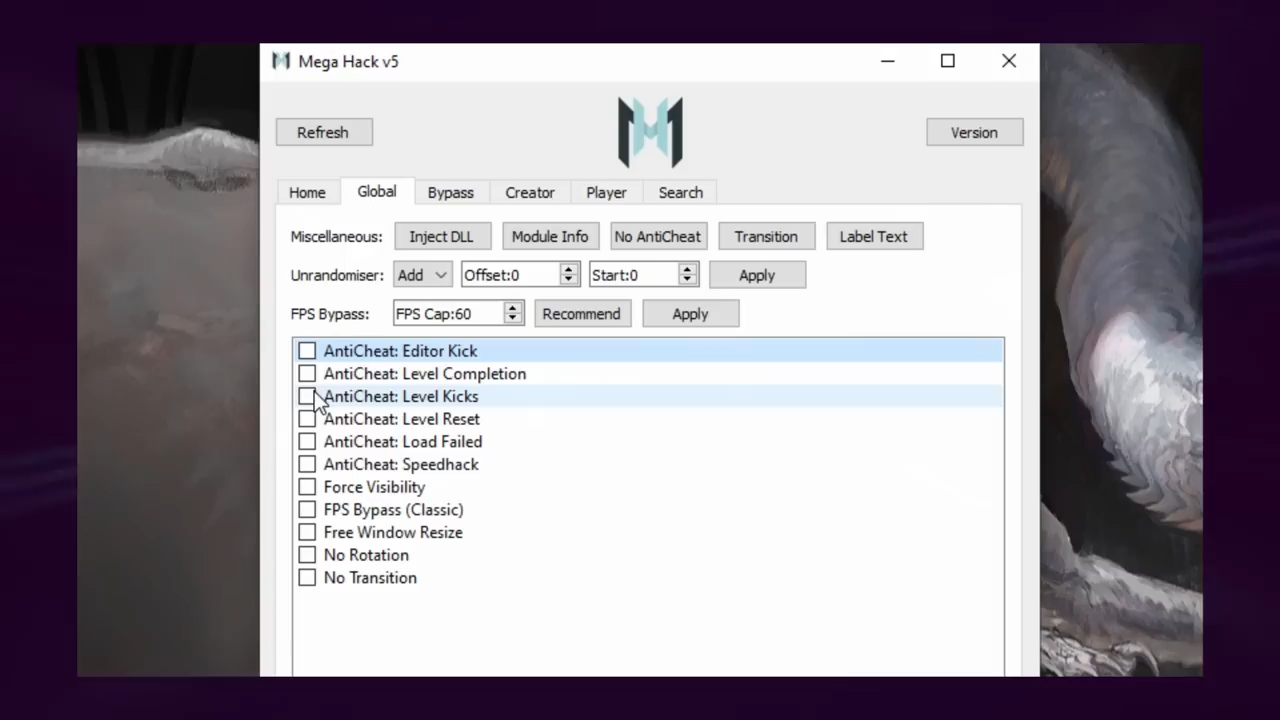 Mega Hack v5
Refresh
Version
Home Global Bypass Creator Player Search
Miscellaneous: Inject DLL Module Info No AntiCheat Transition Label Text
Unrandomiser: Add Offset:0 Start:0 Apply
FPS Bypass: FPS Cap:60 Recommend Apply
AntiCheat: Editor Kick
AntiCheat: Level Completion
AntiCheat: Level Kicks
AntiCheat: Level Reset
AntiCheat: Load Failed
AntiCheat: Speedhack
Force Visibility
FPS Bypass (Classic)
Free Window Resize
No Rotation
No Transition